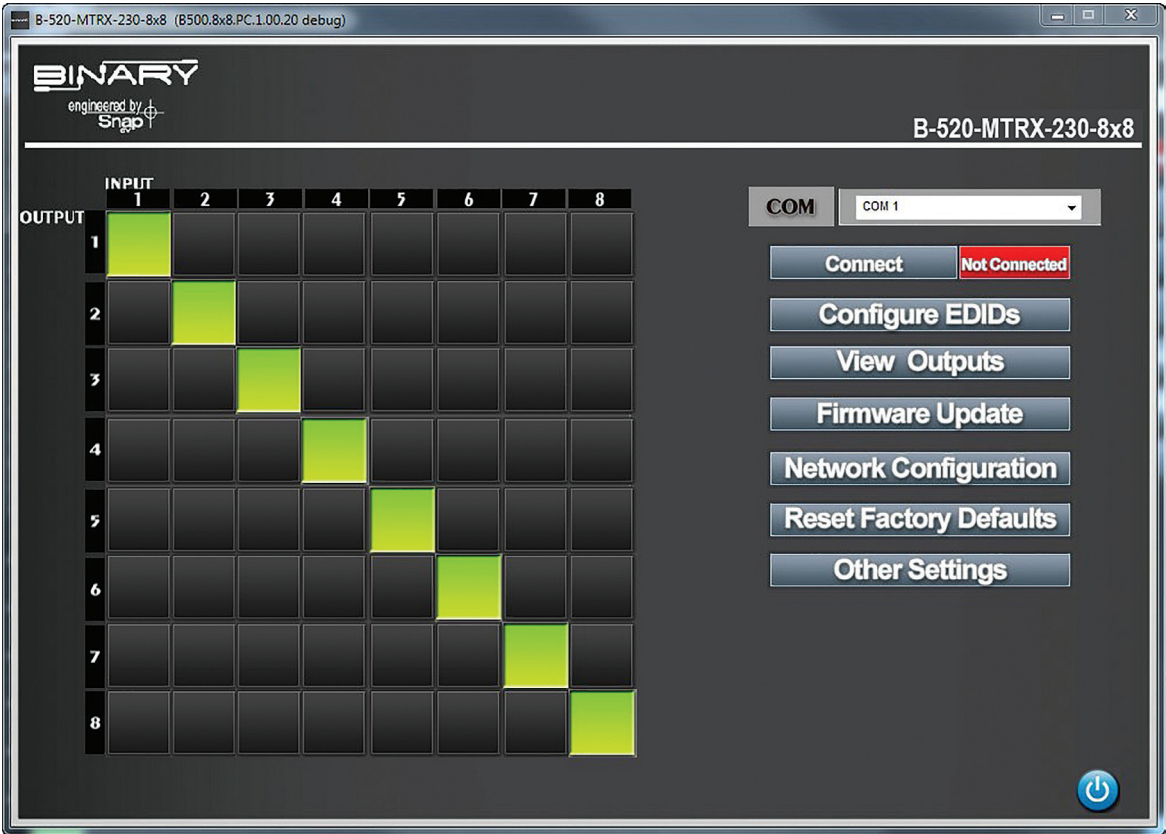 B-520-MTRX-230-8x8 (B500.8x8.PC.1.00.20 debug)
BINARY
engineered by
Snap
AV
B-520-MTRX-230-8x8
INPUT
1 2 3 4 5 6 7 8
OUTPUT
1
2
3
4
5
6
7
8
COM COM 1
Connect Not Connected
Configure EDIDs
View Outputs
Firmware Update
Network Configuration
Reset Factory Defaults
Other Settings